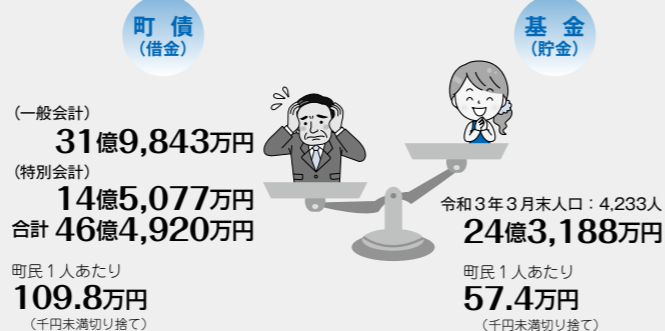 町債
（借金）
（一般会計）
31億9,843万円
（特別会計）
14億5,077万円
合計 46億4,920万円
町民１人あたり
109.8万円
（千円未満切り捨て）
基金
（貯金）
令和３年３月末人口：4,233人
24億3,188万円
町民１人あたり
57.4万円
（千円未満切り捨て）